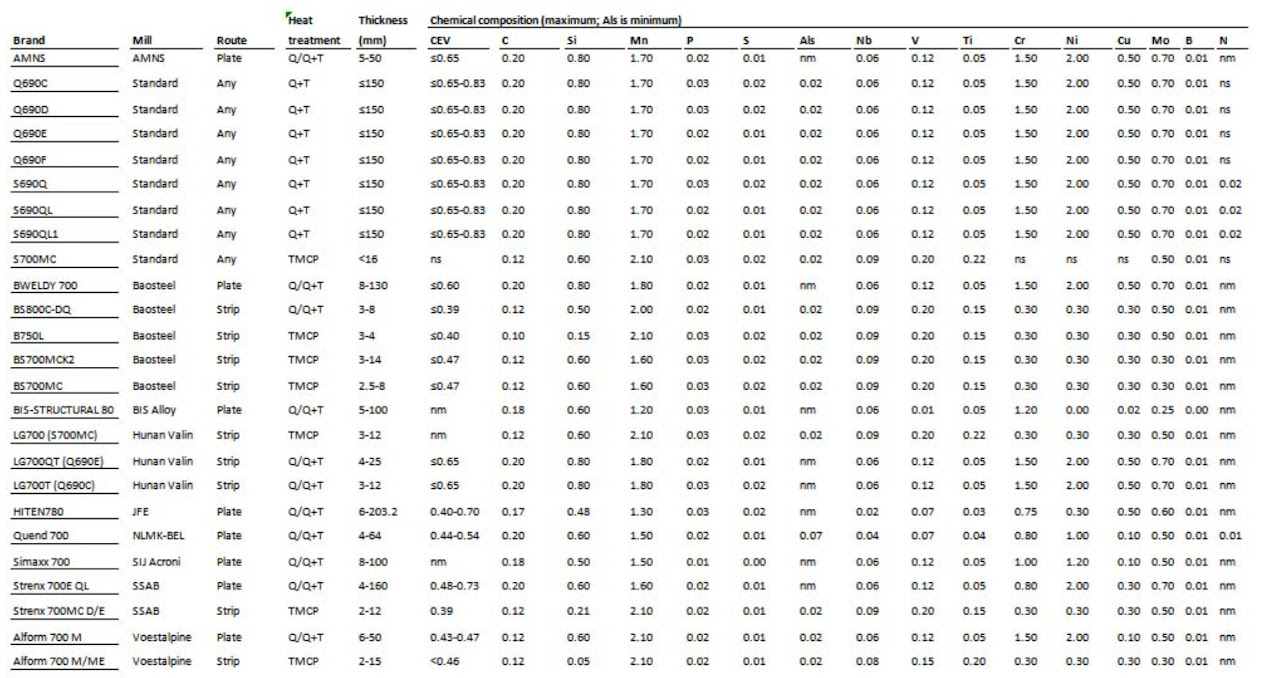 Heat Thickness Chemical composition (maximum; Als is minimum)
Brand Mill Route treatment (mm) CEV C Si Mn P S Als Nb V Ti Cr Ni Cu Mo B N
AMNS AMNS Plate Q/Q+T 5-50 ≤0.65 0.20 0.80 1.70 0.02 0.01 nm 0.06 0.12 0.05 1.50 2.00 0.50 0.70 0.01 nm
Q690C Standard Any Q+T ≤150 ≤0.65-0.83 0.20 0.80 1.70 0.03 0.02 0.02 0.06 0.12 0.05 1.50 2.00 0.50 0.70 0.01 ns
Q690D Standard Any Q+T ≤150 ≤0.65-0.83 0.20 0.80 1.70 0.03 0.02 0.02 0.06 0.12 0.05 1.50 2.00 0.50 0.70 0.01 ns
Q690E Standard Any Q+T ≤150 ≤0.65-0.83 0.20 0.80 1.70 0.02 0.01 0.02 0.06 0.12 0.05 1.50 2.00 0.50 0.70 0.01 ns
Q690F Standard Any Q+T ≤150 ≤0.65-0.83 0.20 0.80 1.70 0.02 0.01 0.02 0.06 0.12 0.05 1.50 2.00 0.50 0.70 0.01 ns
S690Q Standard Any Q+T ≤150 ≤0.65-0.83 0.20 0.80 1.70 0.03 0.02 0.02 0.06 0.12 0.05 1.50 2.00 0.50 0.70 0.01 0.02
S690QL Standard Any Q+T ≤150 ≤0.65-0.83 0.20 0.80 1.70 0.02 0.01 0.02 0.06 0.12 0.05 1.50 2.00 0.50 0.70 0.01 0.02
S690QL1 Standard Any Q+T ≤150 ≤0.65-0.83 0.20 0.80 1.70 0.02 0.01 0.02 0.06 0.12 0.05 1.50 2.00 0.50 0.70 0.01 0.02
S700MC Standard Any TMCP <16 ns 0.12 0.60 2.10 0.03 0.02 0.02 0.09 0.20 0.22 ns ns ns 0.50 0.01 ns
BWELDY 700 Baosteel Plate Q/Q+T 8-130 ≤0.60 0.20 0.80 1.80 0.02 0.01 nm 0.06 0.12 0.05 1.50 2.00 0.50 0.70 0.01 nm
BS800C-DQ Baosteel Strip Q/Q+T 3-8 ≤0.39 0.12 0.50 2.00 0.02 0.01 0.02 0.09 0.20 0.15 0.30 0.30 0.30 0.50 0.01 nm
B750L Baosteel Strip TMCP 3-4 ≤0.40 0.10 0.15 2.10 0.03 0.02 0.02 0.09 0.20 0.15 0.30 0.30 0.30 0.30 0.01 nm
BS700MCK2 Baosteel Strip TMCP 3-14 ≤0.47 0.12 0.60 1.60 0.03 0.02 0.02 0.09 0.20 0.15 0.30 0.30 0.30 0.30 0.01 nm
BS700MC Baosteel Strip TMCP 2.5-8 ≤0.47 0.12 0.60 1.60 0.03 0.02 0.02 0.09 0.20 0.15 0.30 0.30 0.30 0.30 0.01 nm
BIS-STRUCTURAL 80 BIS Alloy Plate Q/Q+T 5-100 nm 0.18 0.60 1.20 0.03 0.01 nm 0.06 0.01 0.05 1.20 0.00 0.02 0.25 0.00 nm
LG700 (S700MC) Hunan Valin Strip TMCP 3-12 nm 0.12 0.60 2.10 0.03 0.02 0.02 0.09 0.20 0.22 0.30 0.30 0.30 0.50 0.01 nm
LG700QT (Q690E) Hunan Valin Strip Q/Q+T 4-25 ≤0.65 0.20 0.80 1.80 0.02 0.01 nm 0.06 0.12 0.05 1.50 2.00 0.50 0.70 0.01 nm
LG700T (Q690C) Hunan Valin Strip Q/Q+T 3-12 ≤0.65 0.20 0.80 1.80 0.03 0.02 nm 0.06 0.12 0.05 1.50 2.00 0.50 0.70 0.01 nm
HITEN780 JFE Plate Q/Q+T 6-203.2 0.40-0.70 0.17 0.48 1.30 0.03 0.02 nm 0.02 0.07 0.03 0.75 0.30 0.50 0.60 0.01 nm
Quend 700 NLMK-BEL Plate Q/Q+T 4-64 0.44-0.54 0.20 0.60 1.50 0.02 0.01 0.07 0.04 0.07 0.04 0.80 1.00 0.10 0.50 0.01 0.01
Simaxx 700 SIJ Acroni Plate Q/Q+T 8-100 nm 0.18 0.50 1.50 0.01 0.00 nm 0.06 0.12 0.05 1.00 1.20 0.10 0.50 0.01 nm
Strenx 700E QL SSAB Plate Q/Q+T 4-160 0.48-0.73 0.20 0.60 1.60 0.02 0.01 nm 0.06 0.12 0.05 0.80 2.00 0.30 0.70 0.01 nm
Strenx 700MC D/E SSAB Strip TMCP 2-12 0.39 0.12 0.21 2.10 0.02 0.01 0.02 0.09 0.20 0.15 0.30 0.30 0.30 0.50 0.01 nm
Alform 700 M Voestalpine Plate Q/Q+T 6-50 0.43-0.47 0.12 0.60 2.10 0.02 0.01 0.02 0.06 0.12 0.05 1.50 2.00 0.10 0.50 0.01 nm
Alform 700 M/ME Voestalpine Strip TMCP 2-15 <0.46 0.12 0.05 2.10 0.02 0.01 0.02 0.08 0.15 0.20 0.30 0.30 0.30 0.30 0.01 nm